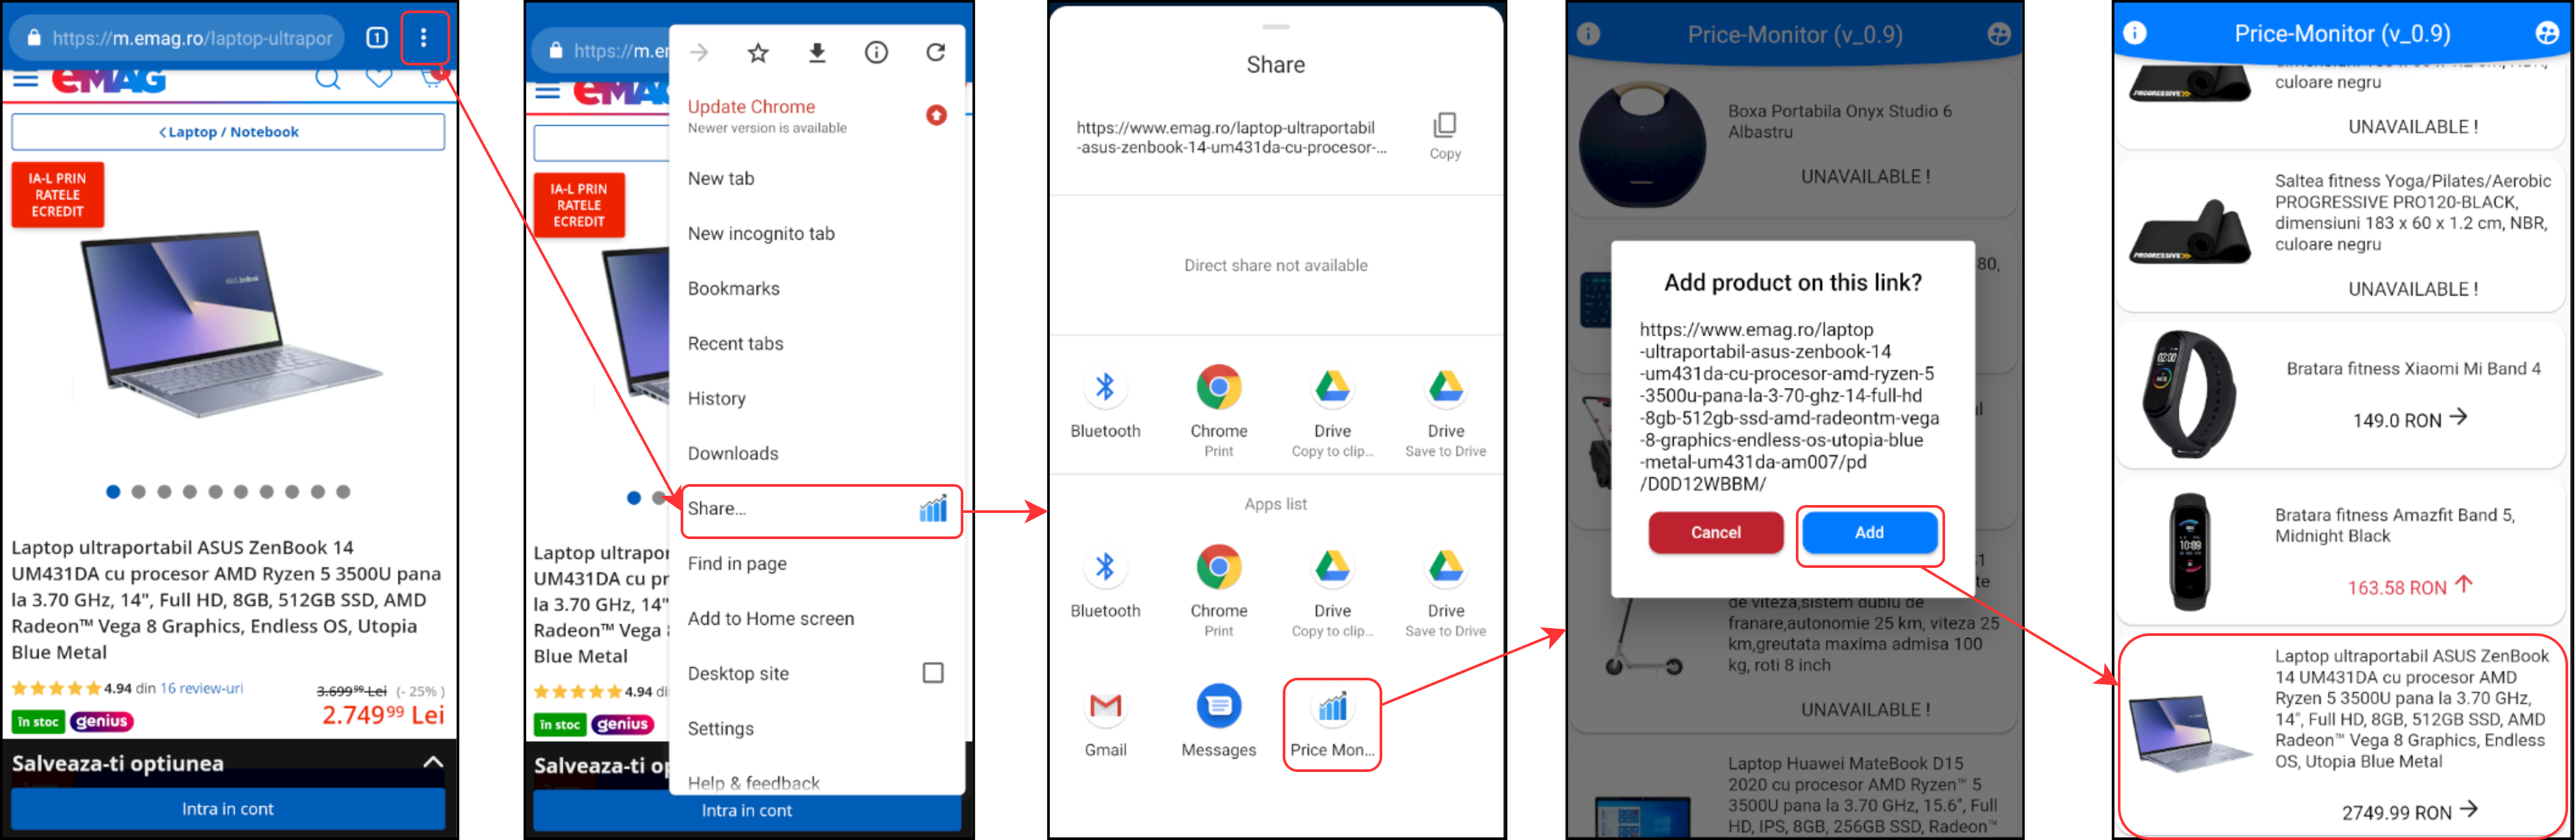 https://m.emag.ro/laptop-ultrapor
1
eMAG
Laptop / Notebook
IA-L PRIN
RATELE
ECREDIT
Laptop ultraportabil ASUS ZenBook 14
UM431DA cu procesor AMD Ryzen 5 3500U pana
la 3.70 GHz, 14", Full HD, 8GB, 512GB SSD, AMD
Radeon™ Vega 8 Graphics, Endless OS, Utopia
Blue Metal
4.94 din 16 review-uri
3.699⁹⁹ Lei (- 25% )
2.749⁹⁹ Lei
în stoc genius
Salveaza-ti optiunea
Intra in cont
https://m.er
eMAG
IA-L PRIN
RATELE
ECREDIT
Laptop ultrapor
UM431DA cu pr
la 3.70 GHz, 14"
Radeon™ Vega
Blue Metal
4.94 di
în stoc genius
Salveaza-ti op
Intra in cont
Update Chrome
Newer version is available
New tab
New incognito tab
Bookmarks
Recent tabs
History
Downloads
Share...
Find in page
Add to Home screen
Desktop site
Settings
Help & feedback
Share
https://www.emag.ro/laptop-ultraportabil
-asus-zenbook-14-um431da-cu-procesor-...
Copy
Direct share not available
Bluetooth
Chrome
Print
Drive
Copy to clip...
Drive
Save to Drive
Apps list
Bluetooth
Chrome
Print
Drive
Copy to clip...
Drive
Save to Drive
Gmail
Messages
Price Mon...
Price-Monitor (v_0.9)
Boxa Portabila Onyx Studio 6
Albastru
UNAVAILABLE !
80,
Add product on this link?
https://www.emag.ro/laptop
-ultraportabil-asus-zenbook-14
-um431da-cu-procesor-amd-ryzen-5
-3500u-pana-la-3-70-ghz-14-full-hd
-8gb-512gb-ssd-amd-radeontm-vega
-8-graphics-endless-os-utopia-blue
-metal-um431da-am007/pd
/D0D12WBBM/
Cancel
Add
te
de viteza,sistem dublu de
franare,autonomie 25 km, viteza 25
km,greutata maxima admisa 100
kg, roti 8 inch
UNAVAILABLE !
Laptop Huawei MateBook D15
2020 cu procesor AMD Ryzen™ 5
3500U pana la 3.70 GHz, 15.6", Full
HD, IPS, 8GB, 256GB SSD, Radeon™
Price-Monitor (v_0.9)
dimensiuni 183 x 60 x 1.2 cm, NBR,
culoare negru
PROGRESSIVE
UNAVAILABLE !
Saltea fitness Yoga/Pilates/Aerobic
PROGRESSIVE PRO120-BLACK,
dimensiuni 183 x 60 x 1.2 cm, NBR,
culoare negru
PROGRESSIVE
UNAVAILABLE !
02:00
Bratara fitness Xiaomi Mi Band 4
149.0 RON
10:09
Bratara fitness Amazfit Band 5,
Midnight Black
163.58 RON
Laptop ultraportabil ASUS ZenBook
14 UM431DA cu procesor AMD
Ryzen 5 3500U pana la 3.70 GHz,
14", Full HD, 8GB, 512GB SSD, AMD
Radeon™ Vega 8 Graphics, Endless
OS, Utopia Blue Metal
2749.99 RON